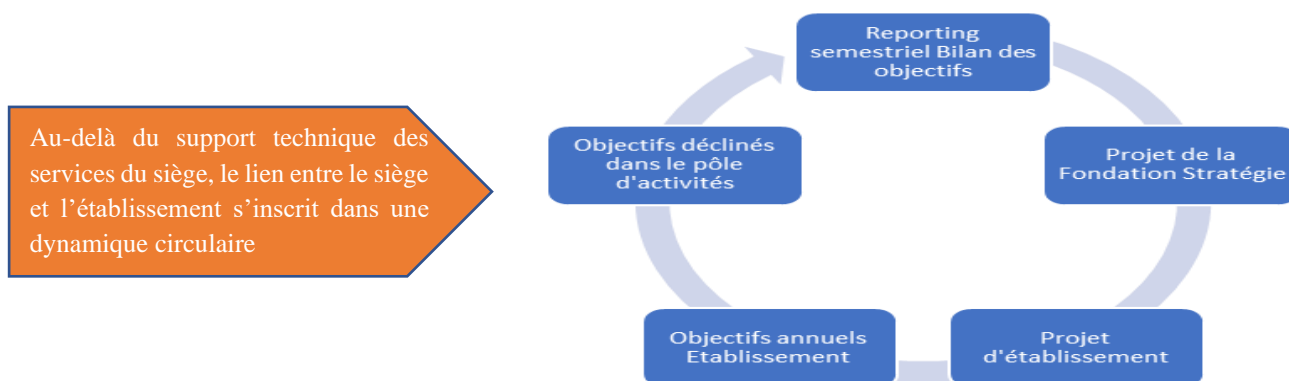 Au-delà du support technique des
services du siège, le lien entre le siège
et l'établissement s'inscrit dans une
dynamique circulaire
Reporting
semestriel Bilan des
objectifs
Projet de la
Fondation Stratégie
Projet
d'établissement
Objectifs annuels
Etablissement
Objectifs déclinés
dans le pôle
d'activités